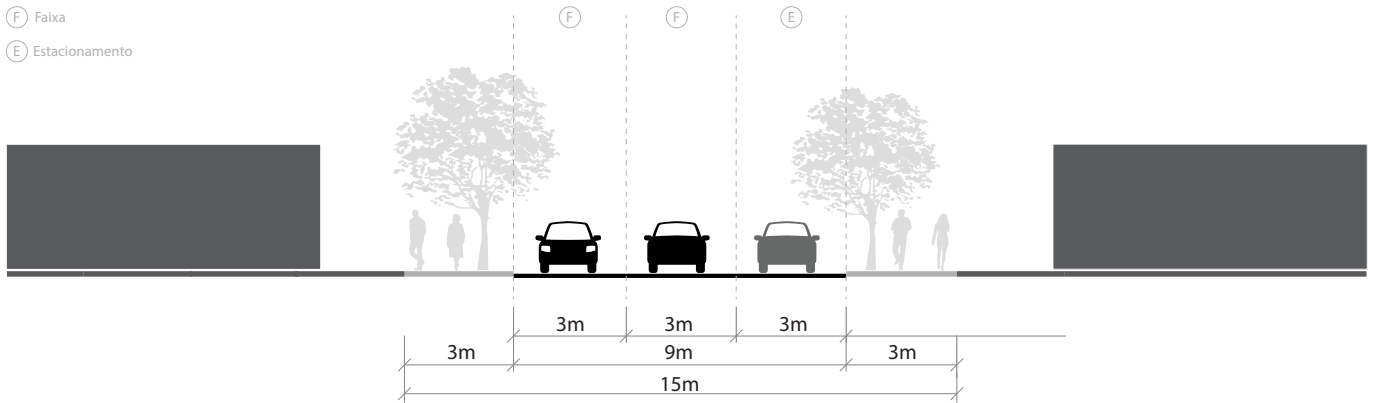 F Faixa
E Estacionamento
F F E
3m 3m 3m
3m 9m 3m
15m